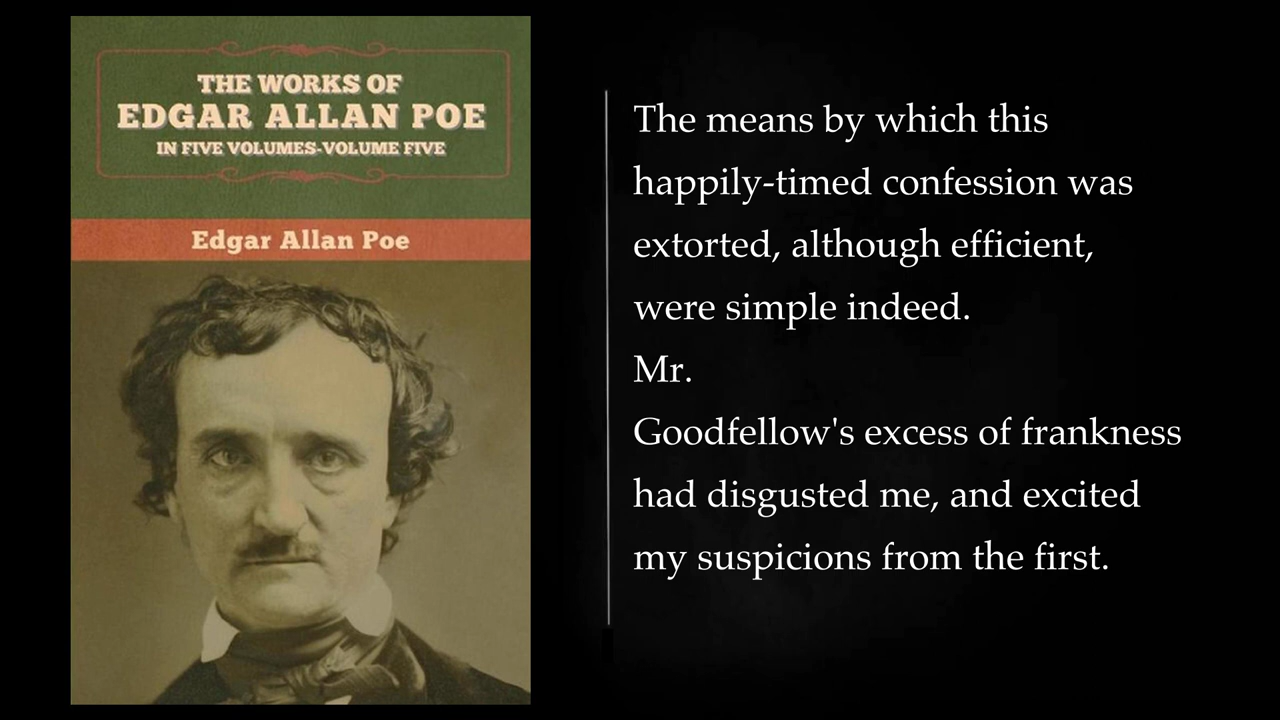 THE WORKS OF
EDGAR ALLAN POE
IN FIVE VOLUMES-VOLUME FIVE
Edgar Allan Poe
The means by which this
happily-timed confession was
extorted, although efficient,
were simple indeed.
Mr.
Goodfellow's excess of frankness
had disgusted me, and excited
my suspicions from the first.